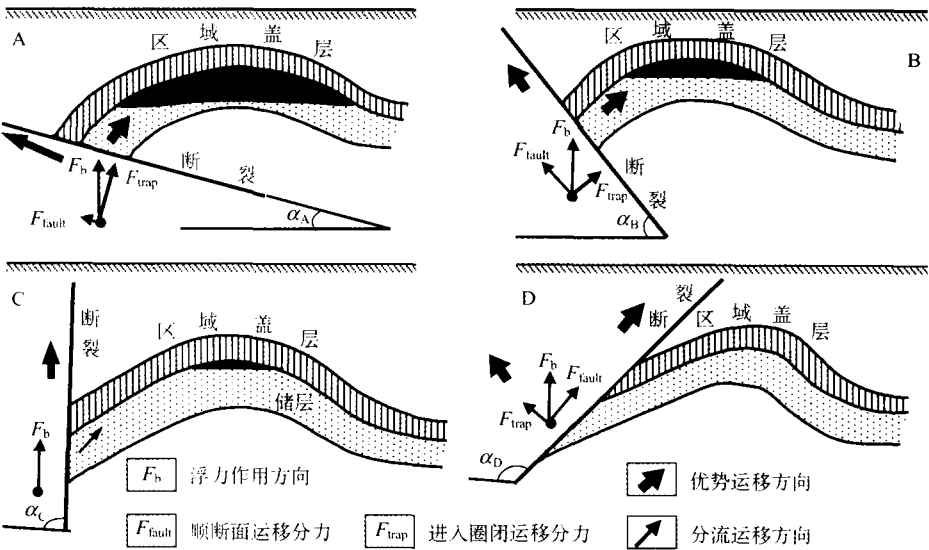 A
区域盖层
F_b
F_trap
F_fault
断裂
α_A
B
区域盖层
F_b
F_fault
F_trap
断裂
α_B
C
断裂
区域盖层
储层
F_b
α_C
D
断裂
区域盖层
F_b
F_fault
F_trap
α_D
F_b 浮力作用方向
优势运移方向
F_fault 顺断面运移分力
F_trap 进入圈闭运移分力
分流运移方向